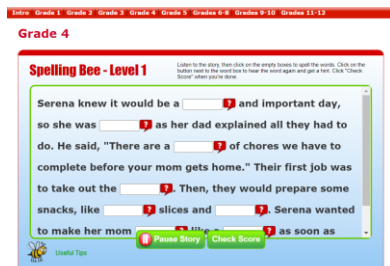 Intro Grade 1 Grade 2 Grade 3 Grade 4 Grade 5 Grades 6-8 Grades 9-10 Grades 11-12
Grade 4
Spelling Bee - Level 1
Listen to the story, then click on the empty boxes to spell the words. Click on the
button next to the word box to hear the word again and get a hint. Click "Check
Score" when you're done.
Serena knew it would be a ? and important day,
so she was ? as her dad explained all they had to
do. He said, "There are a ? of chores we have to
complete before your mom gets home." Their first job was
to take out the ?. Then, they would prepare some
snacks, like ? slices and ?. Serena wanted
to make her mom ? like a ? as soon as
Pause Story Check Score
Useful Tips